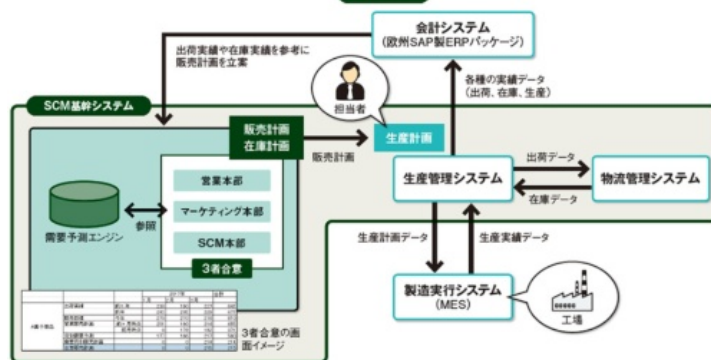 会計システム
(欧州SAP製ERPパッケージ)
出荷実績や在庫実績を参考に
販売計画を立案
担当者
各種の実績データ
(出荷、在庫、生産)
SCM基幹システム
販売計画
在庫計画
販売計画
生産計画
営業本部
マーケティング本部
SCM本部
3者合意
参照
需要予測エンジン
生産管理システム
出荷データ
在庫データ
物流管理システム
生産計画データ
生産実績データ
製造実行システム
(MES)
工場
3者合意の画
面イメージ